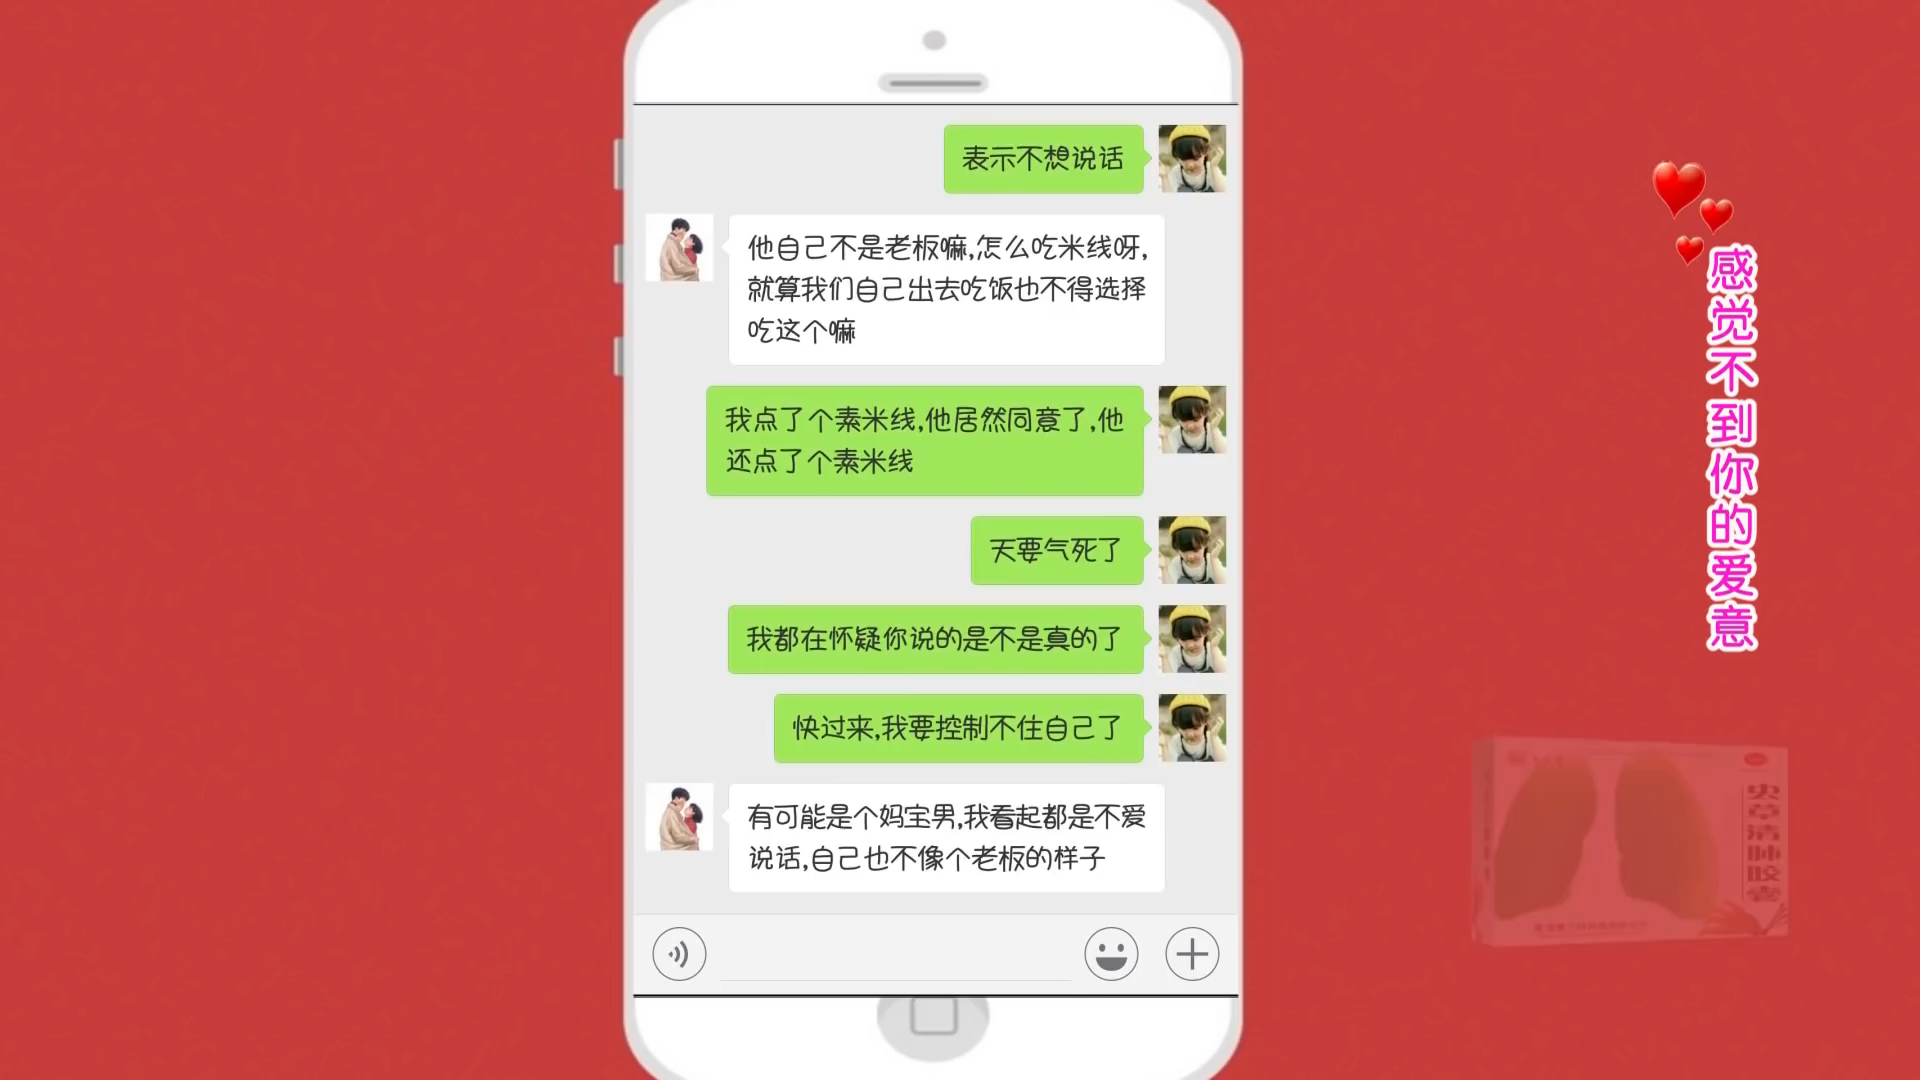 表示不想说话
他自己不是老板嘛,怎么吃米线呀,
就算我们自己出去吃饭也不得选择
吃这个嘛
我点了个素米线,他居然同意了,他
还点了个素米线
天要气死了
我都在怀疑你说的是不是真的了
快过来,我要控制不住自己了
有可能是个妈宝男,我看起都是不爱
说话,自己也不像个老板的样子
感觉不到你的爱意
史草清肺胶囊